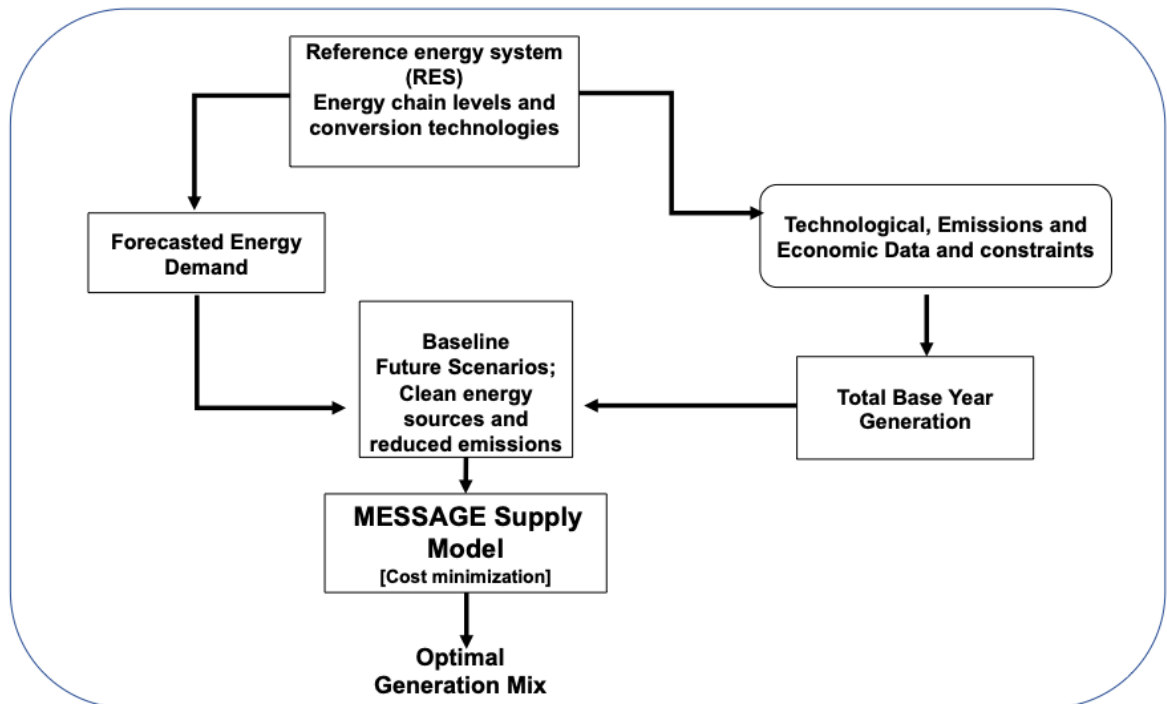 Reference energy system
(RES)
Energy chain levels and
conversion technologies
Forecasted Energy
Demand
Technological, Emissions and
Economic Data and constraints
Baseline
Future Scenarios;
Clean energy
sources and
reduced emissions
Total Base Year
Generation
MESSAGE Supply
Model
[Cost minimization]
Optimal
Generation Mix